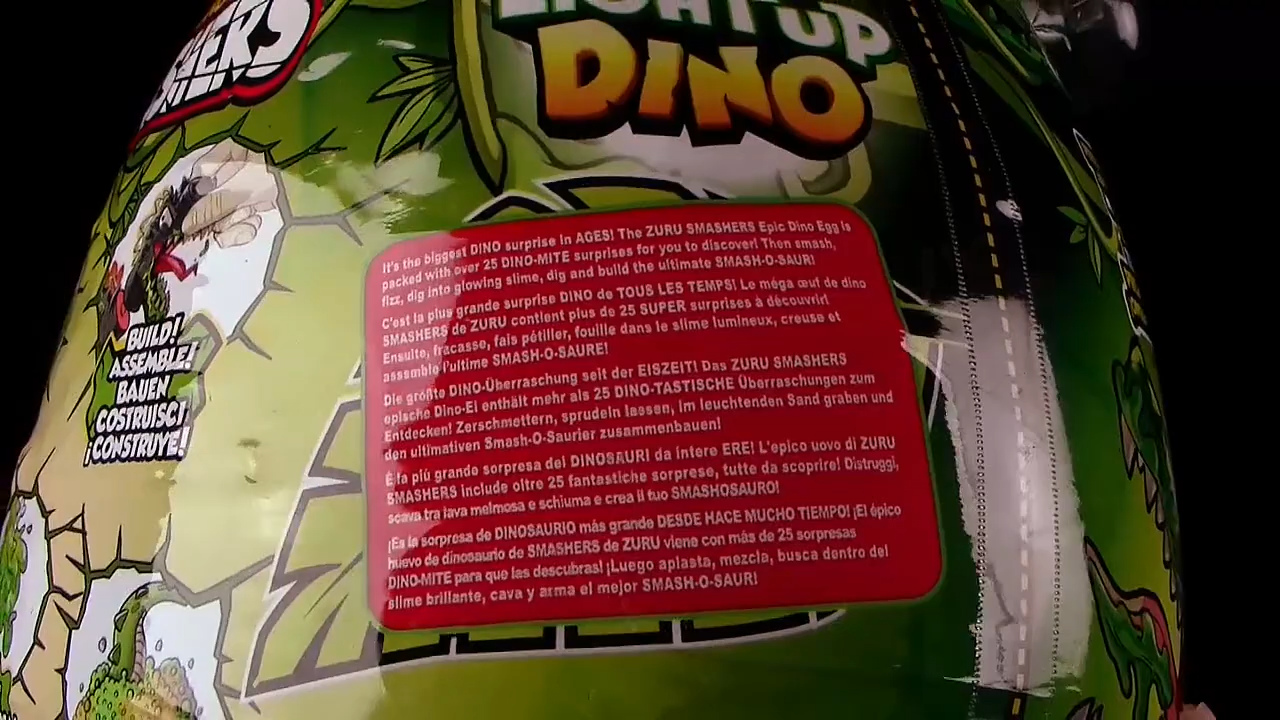 LIGHT UP
DINO
It's the biggest DINO surprise in AGES! The ZURU SMASHERS Epic Dino Egg is
packed with over 25 DINO-MITE surprises for you to discover! Then smash,
fizz, dig into glowing slime, dig and build the ultimate SMASH-O-SAUR!
C'est la plus grande surprise DINO de TOUS LES TEMPS! Le méga œuf de dino
SMASHERS de ZURU contient plus de 25 SUPER surprises à découvrir!
Ensuite, fracasse, fais pétiller, fouille dans le slime lumineux, creuse et
assemble l'ultime SMASH-O-SAURE!
Die größte DINO-Überraschung seit der EISZEIT! Das ZURU SMASHERS
epische Dino-Ei enthält mehr als 25 DINO-TASTISCHE Überraschungen zum
Entdecken! Zerschmettern, sprudeln lassen, im leuchtenden Sand graben und
den ultimativen Smash-O-Saurier zusammenbauen!
È la più grande sorpresa dei DINOSAURI da intere ERE! L'epico uovo di ZURU
SMASHERS include oltre 25 fantastiche sorprese, tutte da scoprire! Distruggi,
scava tra lava melmosa e schiuma e crea il tuo SMASHOSAURO!
¡Es la sorpresa de DINOSAURIO más grande DESDE HACE MUCHO TIEMPO! ¡El épico
huevo de dinosaurio de SMASHERS de ZURU viene con más de 25 sorpresas
DINO-MITE para que las descubras! ¡Luego aplasta, mezcla, busca dentro del
slime brillante, cava y arma el mejor SMASH-O-SAUR!
BUILD!
ASSEMBLE!
BAUEN
COSTRUISCI
¡CONSTRUYE!